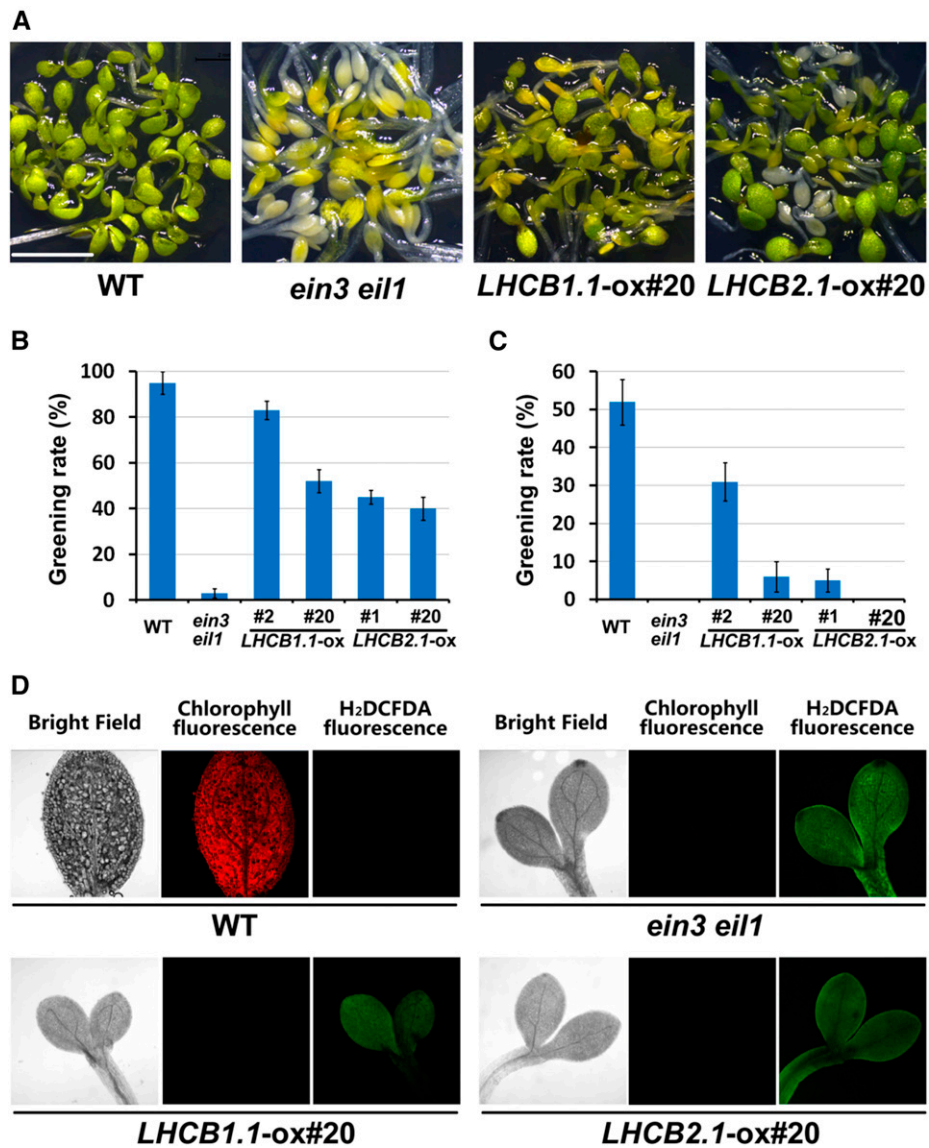 A
WT
ein3 eil1
LHCB1.1-ox#20
LHCB2.1-ox#20
B
Greening rate (%)
100
80
60
40
20
0
WT
ein3 eil1
#2
#20
LHCB1.1-ox
#1
#20
LHCB2.1-ox
C
Greening rate (%)
60
50
40
30
20
10
0
WT
ein3 eil1
#2
#20
LHCB1.1-ox
#1
#20
LHCB2.1-ox
D
Bright Field
Chlorophyll fluorescence
H₂DCFDA fluorescence
Bright Field
Chlorophyll fluorescence
H₂DCFDA fluorescence
WT
ein3 eil1
LHCB1.1-ox#20
LHCB2.1-ox#20